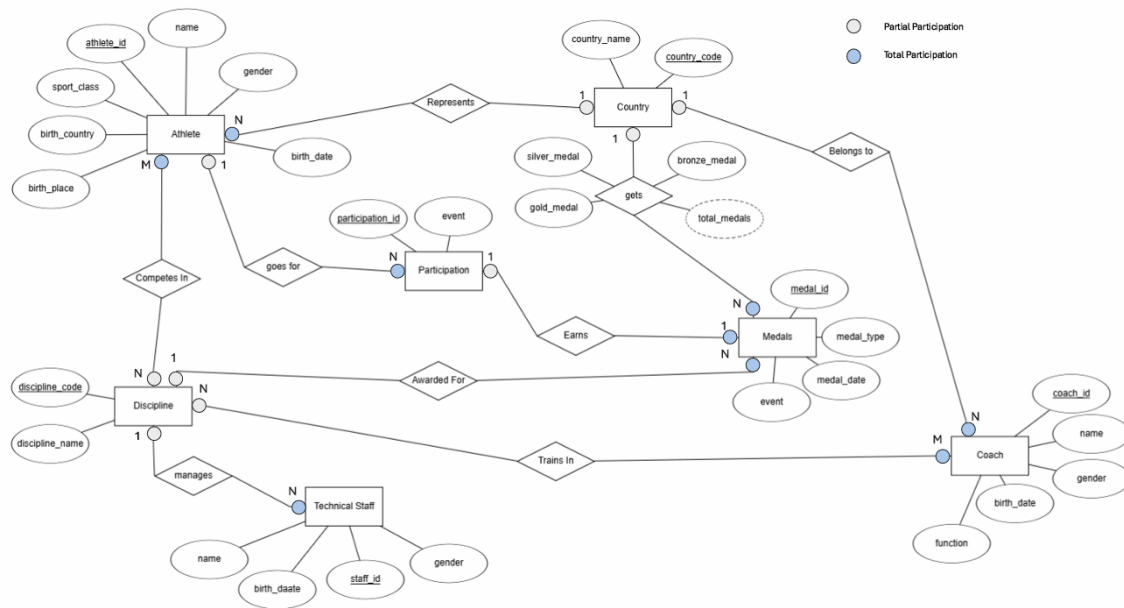 name
country_name
Partial Participation
athlete_id
country_code
Total Participation
gender
sport_class
1
Represents
Country
1
N
birth_country
Athlete
1
Belongs to
M
1
birth_date
silver_medal
bronze_medal
birth_place
gets
gold_medal
total_medals
participation_id
event
goes for
N
Participation
1
Competes In
medal_id
N
1
Earns
Medals
medal_type
N
N
1
Awarded For
medal_date
discipline_code
N
event
Discipline
coach_id
discipline_name
1
N
M
name
Trains In
Coach
manages
N
gender
Technical Staff
birth_date
name
gender
function
birth_daate
staff_id